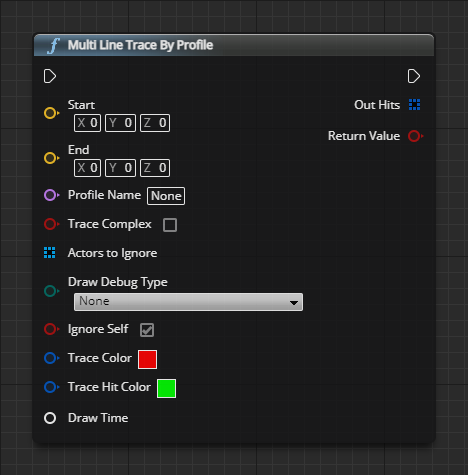 Multi Line Trace By Profile
Start
X 0 Y 0 Z 0
Out Hits
Return Value
End
X 0 Y 0 Z 0
Profile Name None
Trace Complex
Actors to Ignore
Draw Debug Type
None
Ignore Self
Trace Color
Trace Hit Color
Draw Time